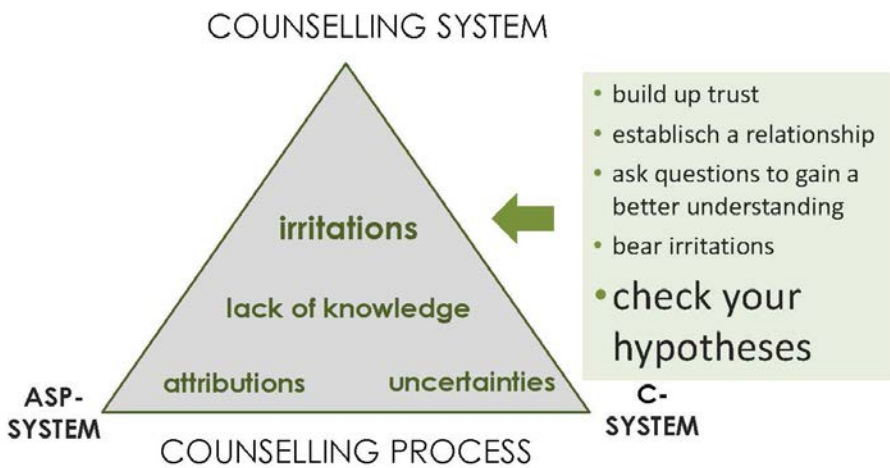 COUNSELLING SYSTEM
• build up trust
• establisch a relationship
• ask questions to gain a
better understanding
• bear irritations
• check your
hypotheses
irritations
lack of knowledge
attributions
uncertainties
ASP-
SYSTEM
C-
SYSTEM
COUNSELLING PROCESS